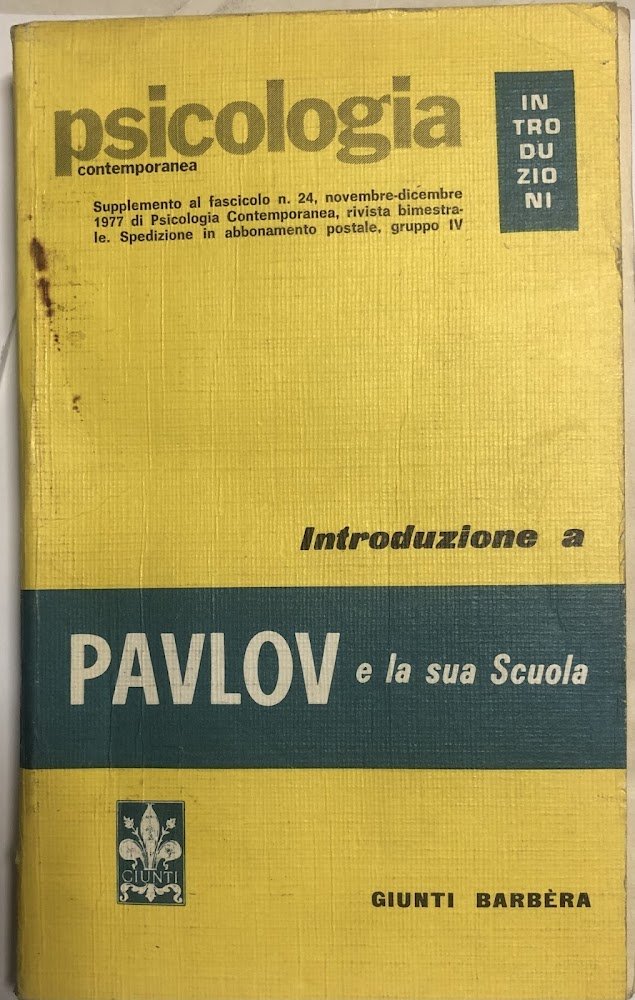 psicologia
contemporanea
Supplemento al fascicolo n. 24, novembre-dicembre
1977 di Psicologia Contemporanea, rivista bimestra-
le. Spedizione in abbonamento postale, gruppo IV
IN
TRO
DU
ZIO
NI
Introduzione a
PAVLOV e la sua Scuola
GIUNTI
GIUNTI BARBÈRA